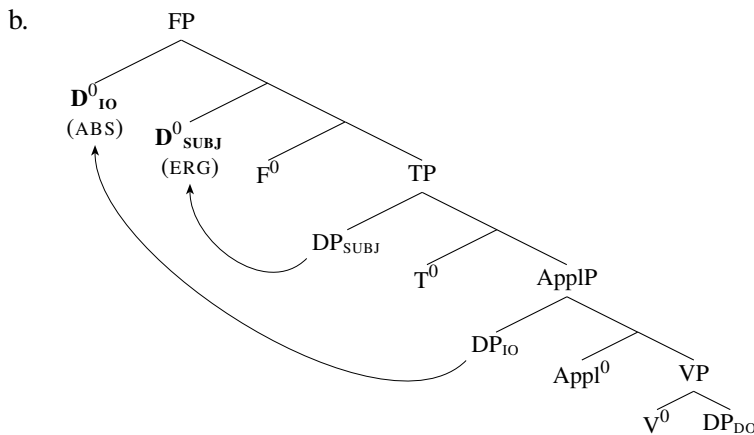 b.
FP
D⁰IO
(ABS)
D⁰SUBJ
(ERG)
F⁰
TP
DPSUBJ
T⁰
ApplP
DPIO
Appl⁰
VP
V⁰
DPDO